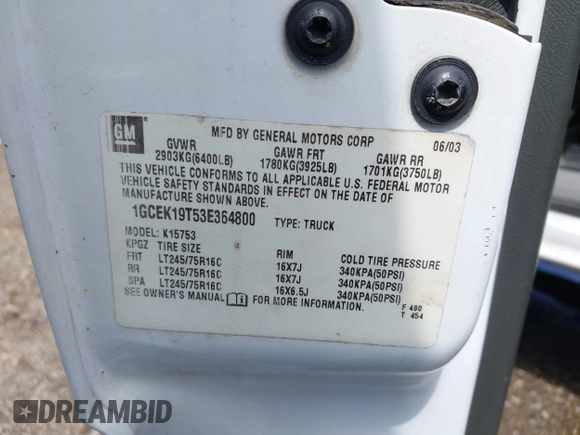 GM
MFD BY GENERAL MOTORS CORP 06/03
GVWR GAWR FRT GAWR RR
2903KG(6400LB) 1780KG(3925LB) 1701KG(3750LB)
THIS VEHICLE CONFORMS TO ALL APPLICABLE U.S. FEDERAL MOTOR
VEHICLE SAFETY STANDARDS IN EFFECT ON THE DATE OF
MANUFACTURE SHOWN ABOVE.
1GCEK19T53E364800 TYPE: TRUCK
MODEL: K15753
KPGZ TIRE SIZE RIM COLD TIRE PRESSURE
FRT LT245/75R16C 16X7J 340KPA(50PSI)
RR LT245/75R16C 16X7J 340KPA(50PSI)
SPA LT245/75R16C 16X6.5J 340KPA(50PSI)
SEE OWNER'S MANUAL FOR MORE INFORMATION.
F 480
T 454
DREAMBID